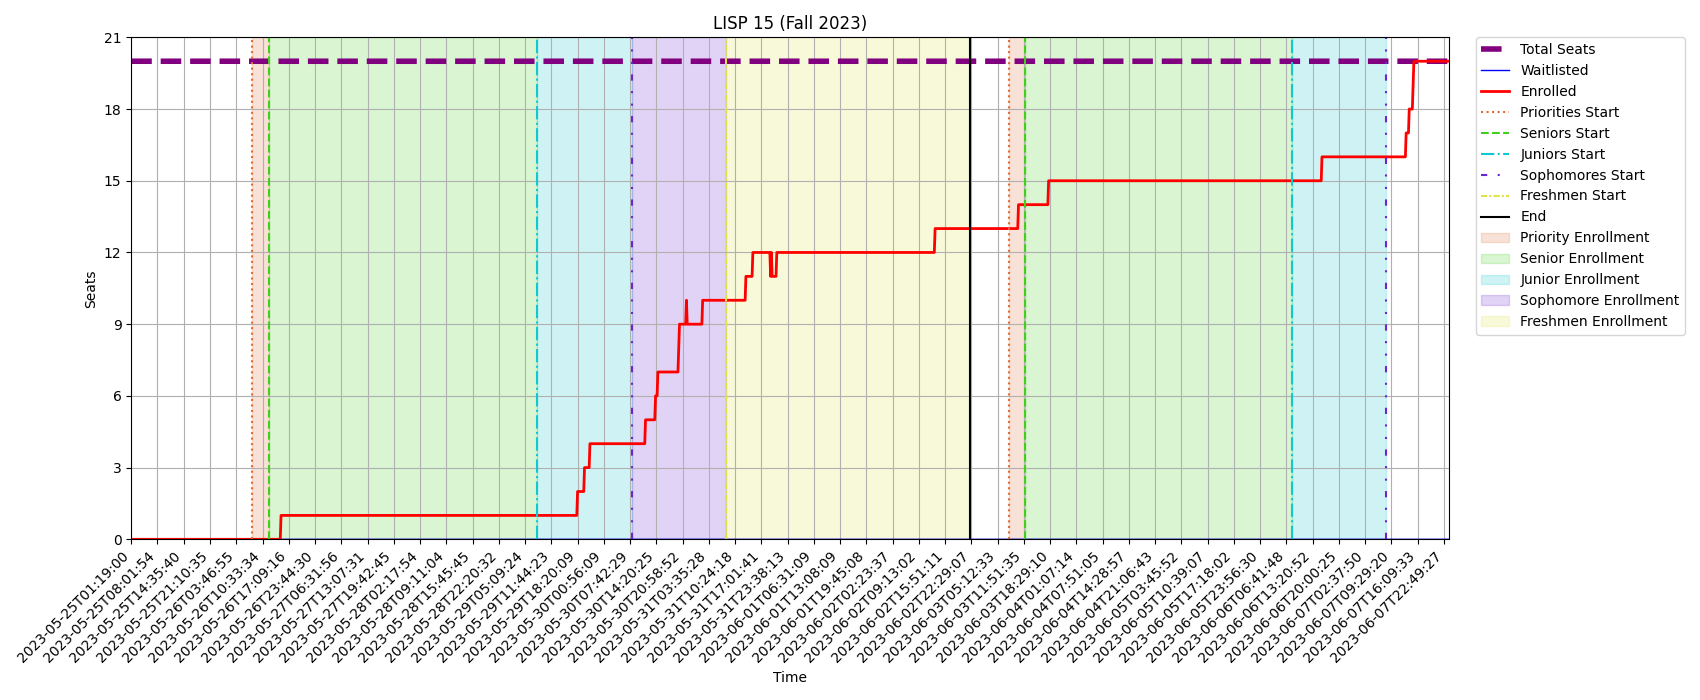 LISP 15 (Fall 2023)
Seats
21
18
15
12
9
6
3
0
2023-05-25T01:19:00
2023-05-25T08:01:54
2023-05-25T14:35:40
2023-05-25T21:10:35
2023-05-26T03:46:55
2023-05-26T10:33:34
2023-05-26T17:09:16
2023-05-26T23:44:30
2023-05-27T06:31:56
2023-05-27T13:07:31
2023-05-27T19:42:45
2023-05-28T02:17:54
2023-05-28T09:11:04
2023-05-28T15:45:45
2023-05-28T22:20:32
2023-05-29T05:09:24
2023-05-29T11:44:23
2023-05-29T18:20:09
2023-05-30T00:56:09
2023-05-30T07:42:29
2023-05-30T14:20:25
2023-05-30T20:58:52
2023-05-31T03:35:28
2023-05-31T10:24:18
2023-05-31T17:01:41
2023-05-31T23:38:13
2023-06-01T06:31:09
2023-06-01T13:08:09
2023-06-01T19:45:08
2023-06-02T02:23:37
2023-06-02T09:13:02
2023-06-02T15:51:11
2023-06-02T22:29:07
2023-06-03T05:12:33
2023-06-03T11:51:35
2023-06-03T18:29:10
2023-06-04T01:07:14
2023-06-04T07:51:05
2023-06-04T14:28:57
2023-06-04T21:06:43
2023-06-05T03:45:52
2023-06-05T10:39:07
2023-06-05T17:18:02
2023-06-05T23:56:30
2023-06-06T06:41:48
2023-06-06T13:20:52
2023-06-06T20:00:25
2023-06-07T02:37:50
2023-06-07T09:29:20
2023-06-07T16:09:33
2023-06-07T22:49:27
Time
Total Seats
Waitlisted
Enrolled
Priorities Start
Seniors Start
Juniors Start
Sophomores Start
Freshmen Start
End
Priority Enrollment
Senior Enrollment
Junior Enrollment
Sophomore Enrollment
Freshmen Enrollment